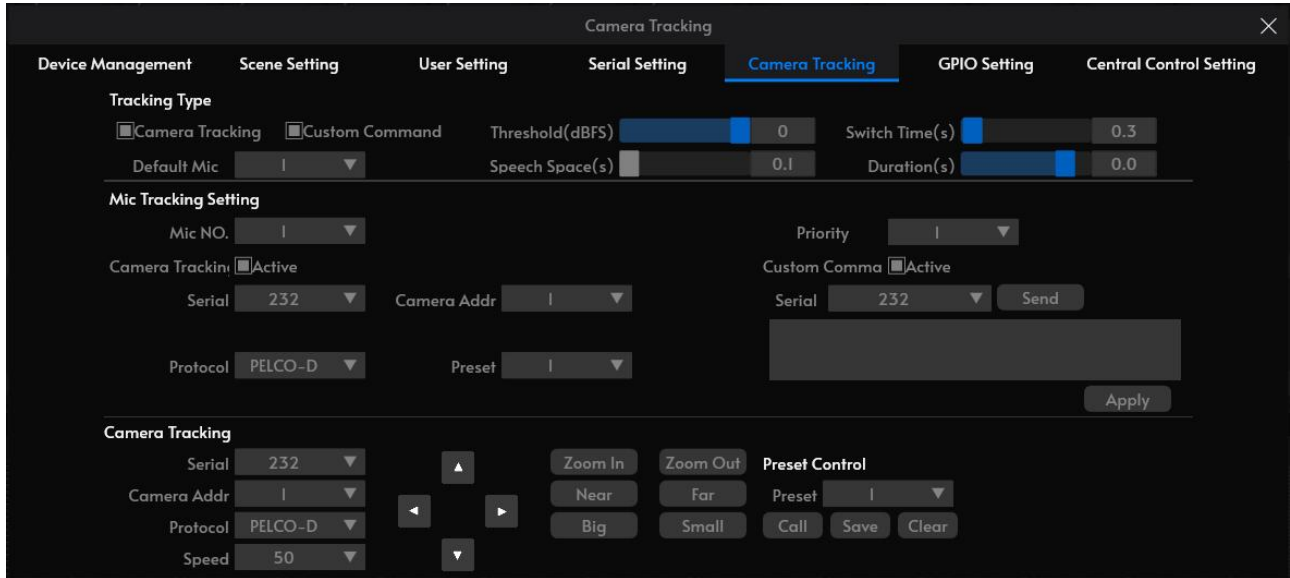 Camera Tracking
Device Management Scene Setting User Setting Serial Setting Camera Tracking GPIO Setting Central Control Setting
Tracking Type
Camera Tracking Custom Command Threshold(dBFS) 0 Switch Time(s) 0.3
Default Mic 1 Speech Space(s) 0.1 Duration(s) 0.0
Mic Tracking Setting
Mic NO. 1 Priority 1
Camera Trackin Active Custom Comma Active
Serial 232 Camera Addr 1 Serial 232 Send
Protocol PELCO-D Preset 1
Apply
Camera Tracking
Serial 232 Zoom In Zoom Out Preset Control
Camera Addr 1 Near Far Preset 1
Protocol PELCO-D Big Small Call Save Clear
Speed 50